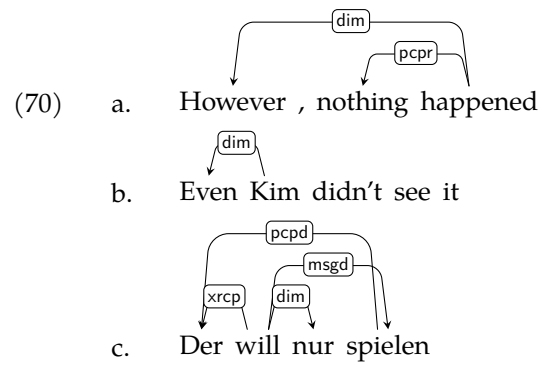 dim
pcpr
(70) a. However , nothing happened
dim
b. Even Kim didn't see it
pcpd
msgd
xrcp dim
c. Der will nur spielen